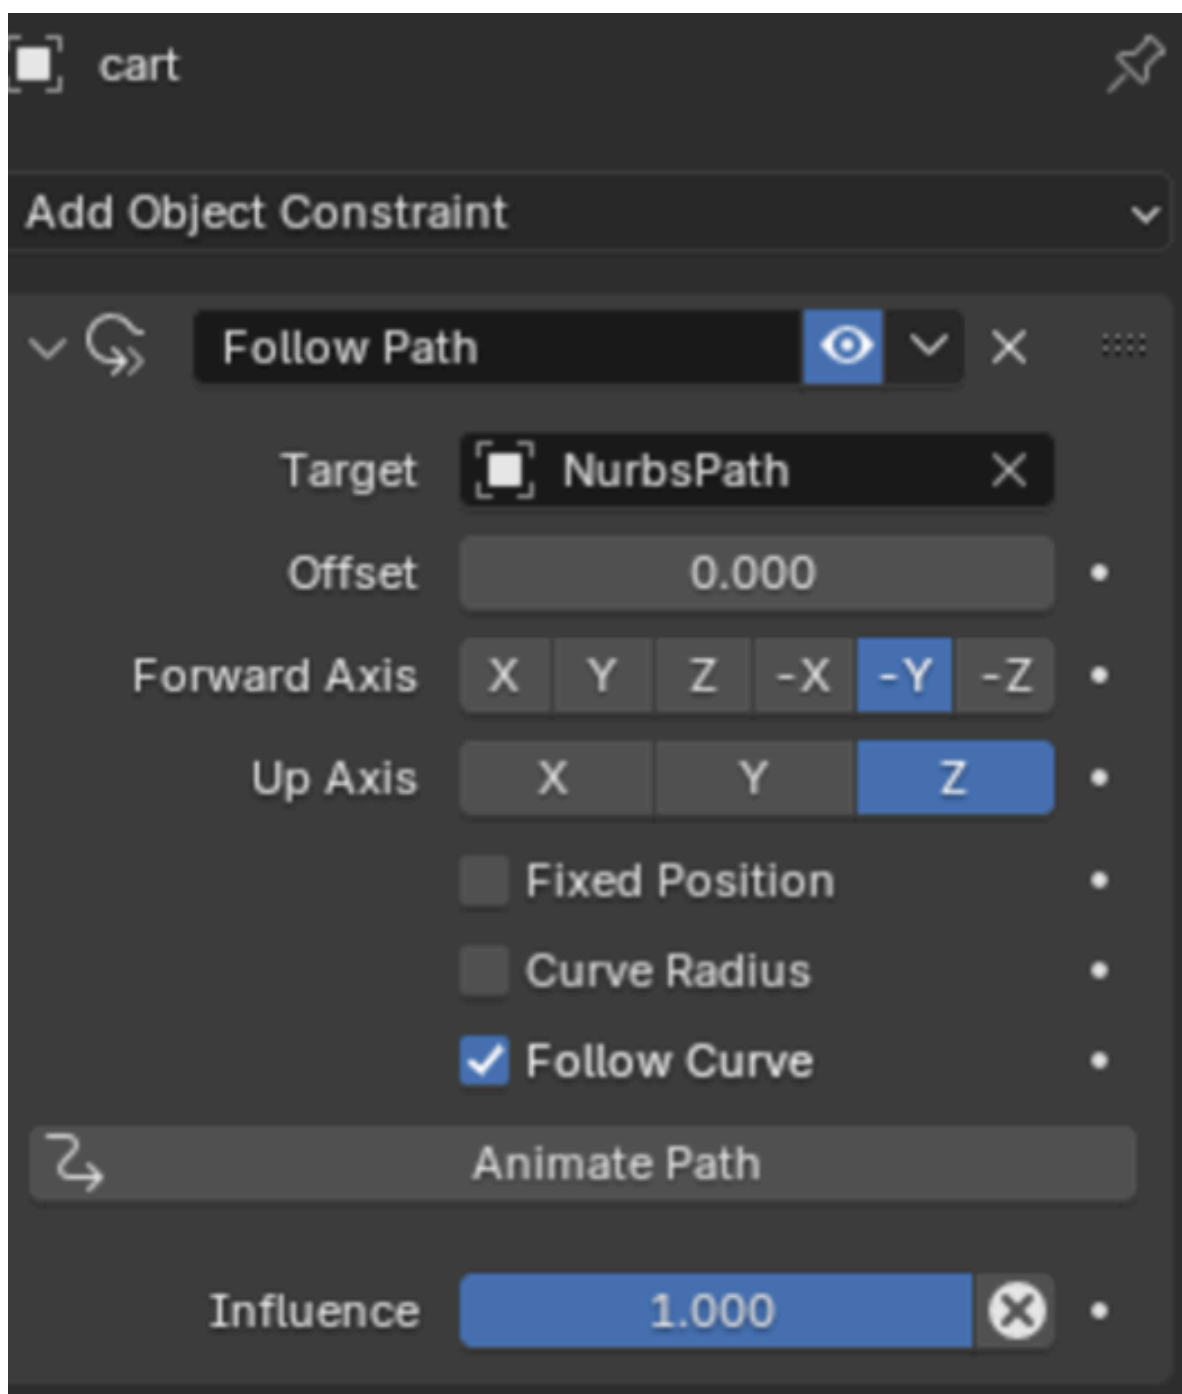 cart
Add Object Constraint
Follow Path
Target NurbsPath
Offset 0.000
Forward Axis X Y Z -X -Y -Z
Up Axis X Y Z
Fixed Position
Curve Radius
Follow Curve
Animate Path
Influence 1.000